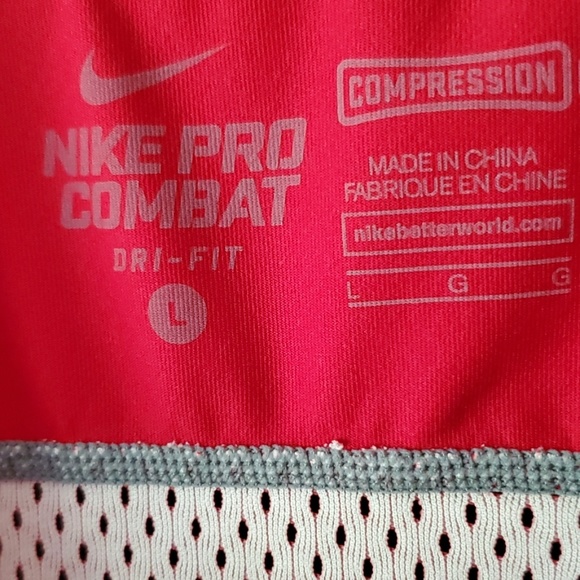 NIKE PRO
COMBAT
DRI-FIT
L
COMPRESSION
MADE IN CHINA
FABRIQUE EN CHINE
nikebetterworld.com
L G G